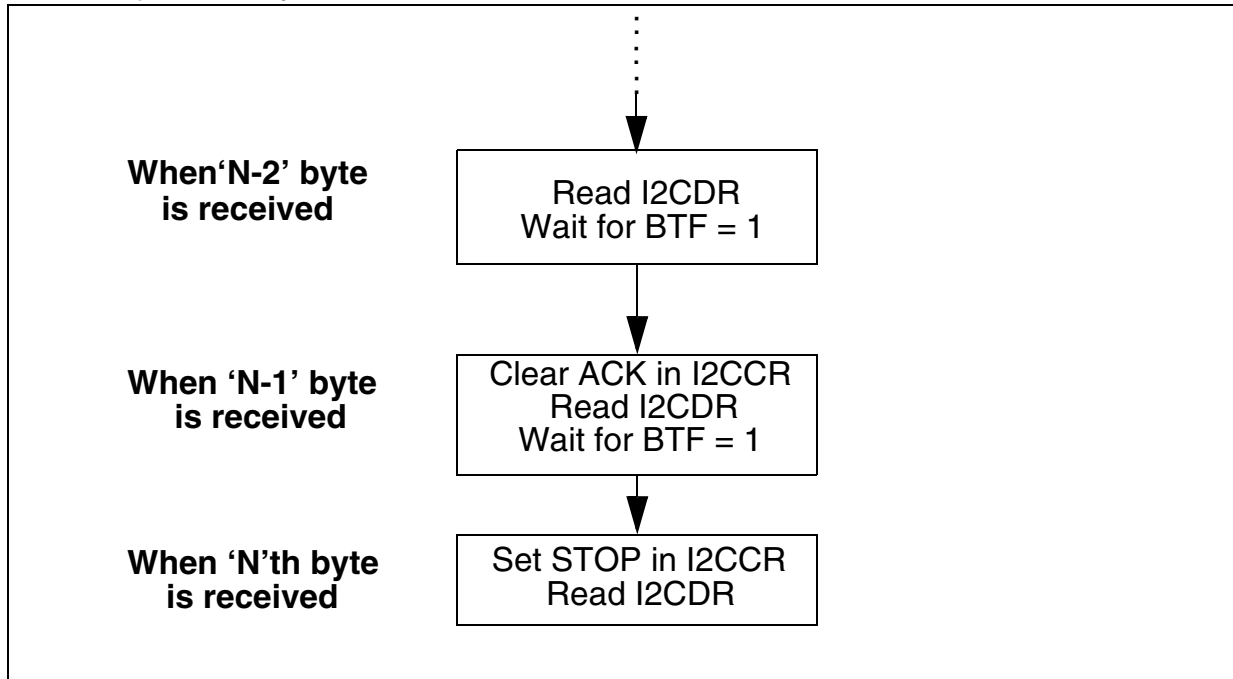 When‘N-2’ byte
is received
Read I2CDR
Wait for BTF = 1
When ‘N-1’ byte
is received
Clear ACK in I2CCR
Read I2CDR
Wait for BTF = 1
When ‘N’th byte
is received
Set STOP in I2CCR
Read I2CDR